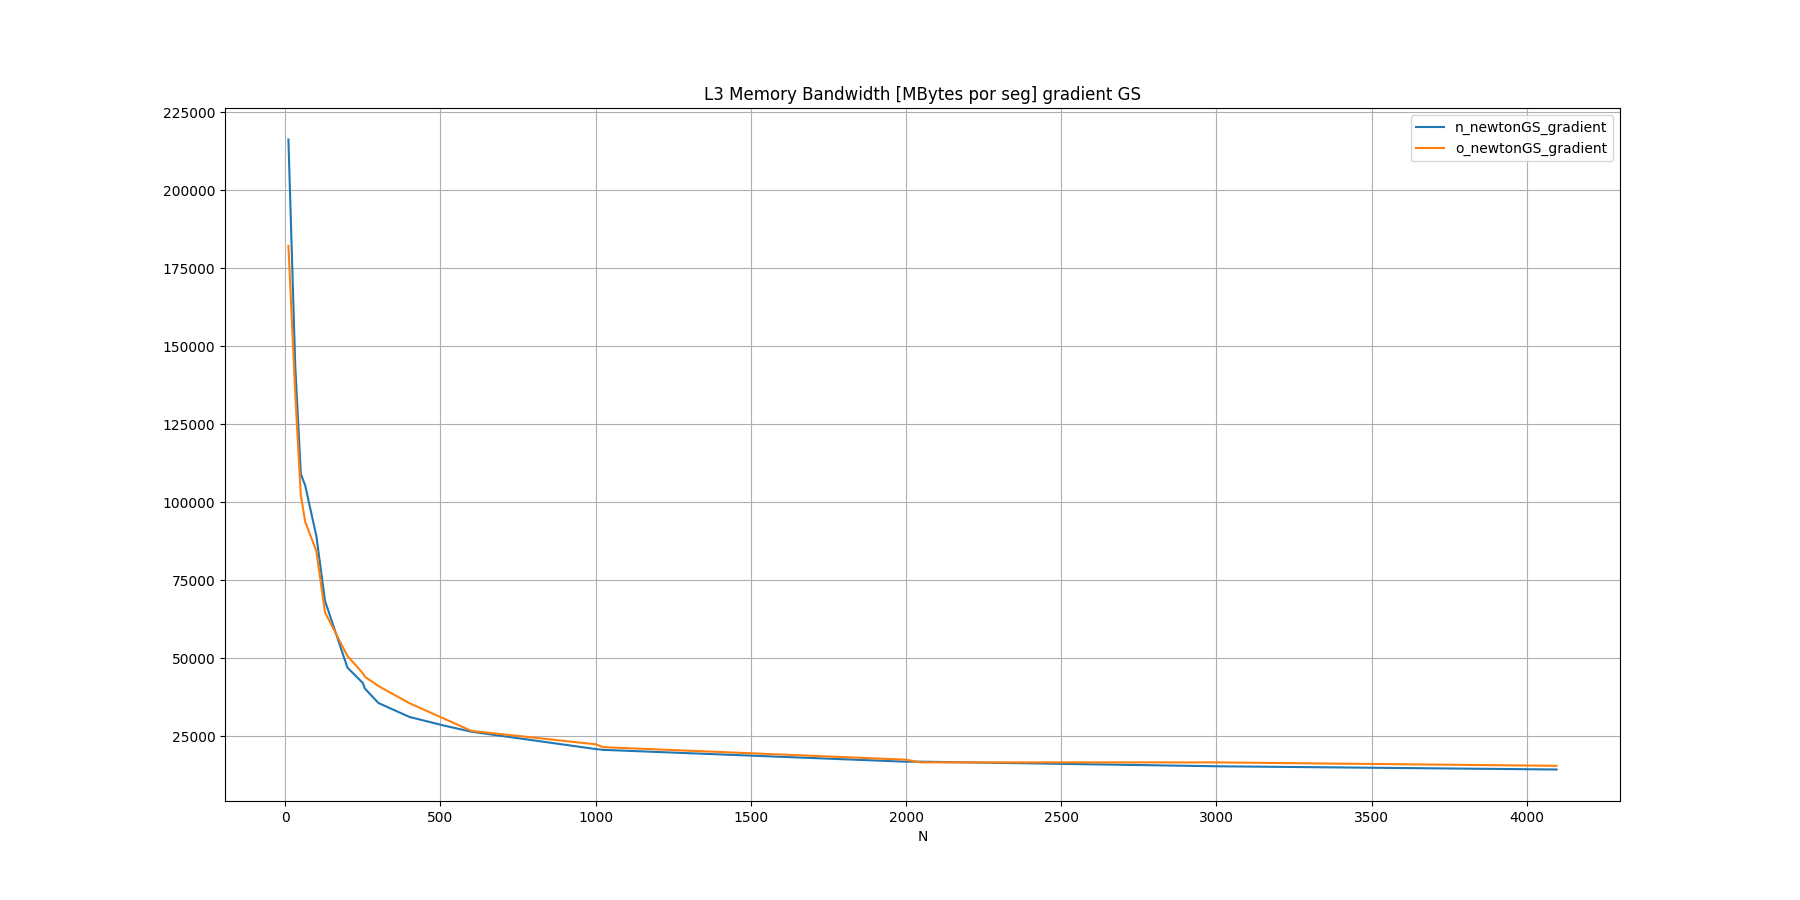 L3 Memory Bandwidth [MBytes por seg] gradient GS
225000
200000
175000
150000
125000
100000
75000
50000
25000
n_newtonGS_gradient
o_newtonGS_gradient
0 500 1000 1500 2000 2500 3000 3500 4000
N